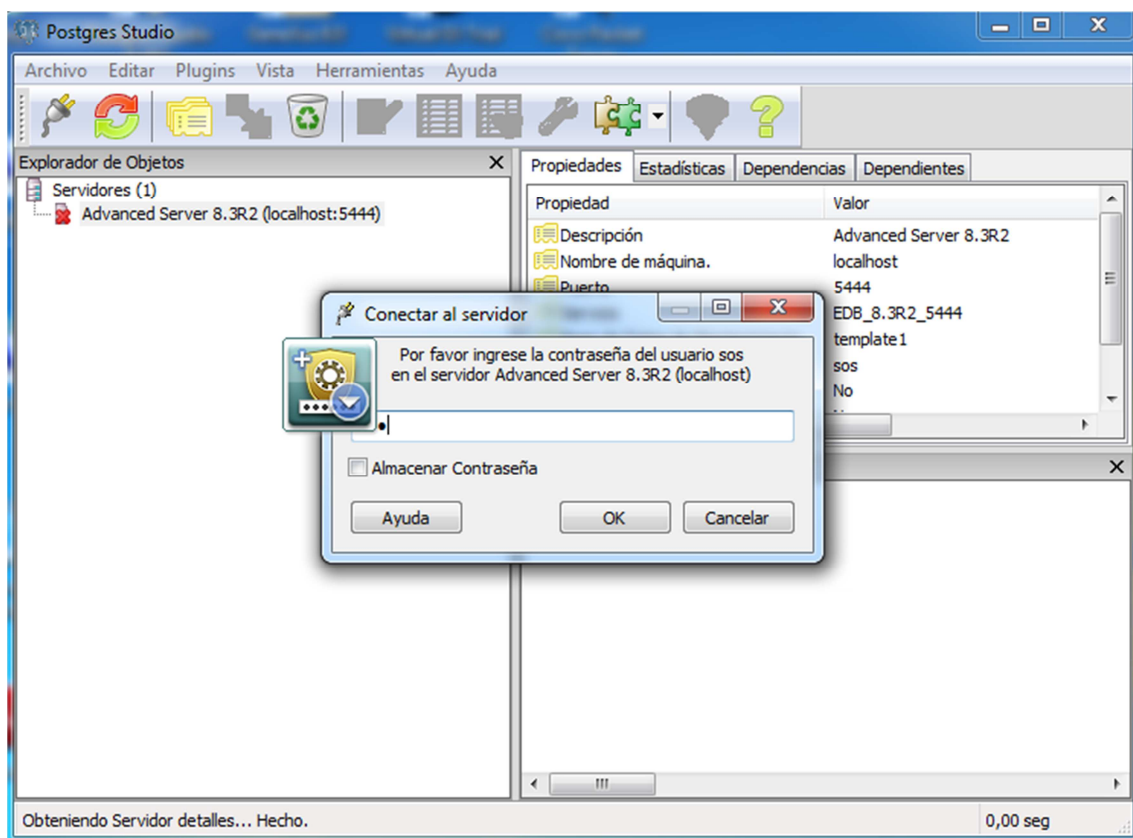 Postgres Studio
Archivo Editar Plugins Vista Herramientas Ayuda
Explorador de Objetos
Servidores (1)
Advanced Server 8.3R2 (localhost:5444)
Propiedades Estadísticas Dependencias Dependientes
Propiedad Valor
Descripción Advanced Server 8.3R2
Nombre de máquina. localhost
Puerto 5444
EDB_8.3R2_5444
template1
sos
No
Conectar al servidor
Por favor ingrese la contraseña del usuario sos
en el servidor Advanced Server 8.3R2 (localhost)
Almacenar Contraseña
Ayuda OK Cancelar
Obteniendo Servidor detalles... Hecho. 0,00 seg